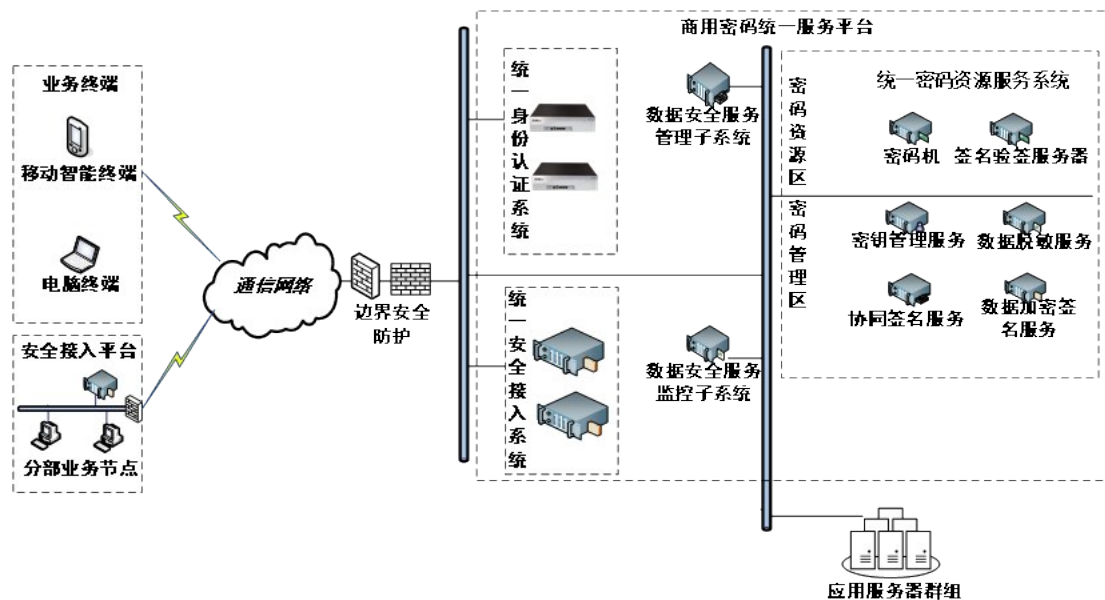 商用密码统一服务平台
业务终端
移动智能终端
电脑终端
安全接入平台
分部业务节点
通信网络
边界安全
防护
统一身份认证系统
统一安全接入系统
数据安全服务
管理子系统
数据安全服务
监控子系统
密码资源区
统一密码资源服务系统
密码机
签名验签服务器
密码管理区
密钥管理服务
数据脱敏服务
协同签名服务
数据加密签
名服务
应用服务器群组